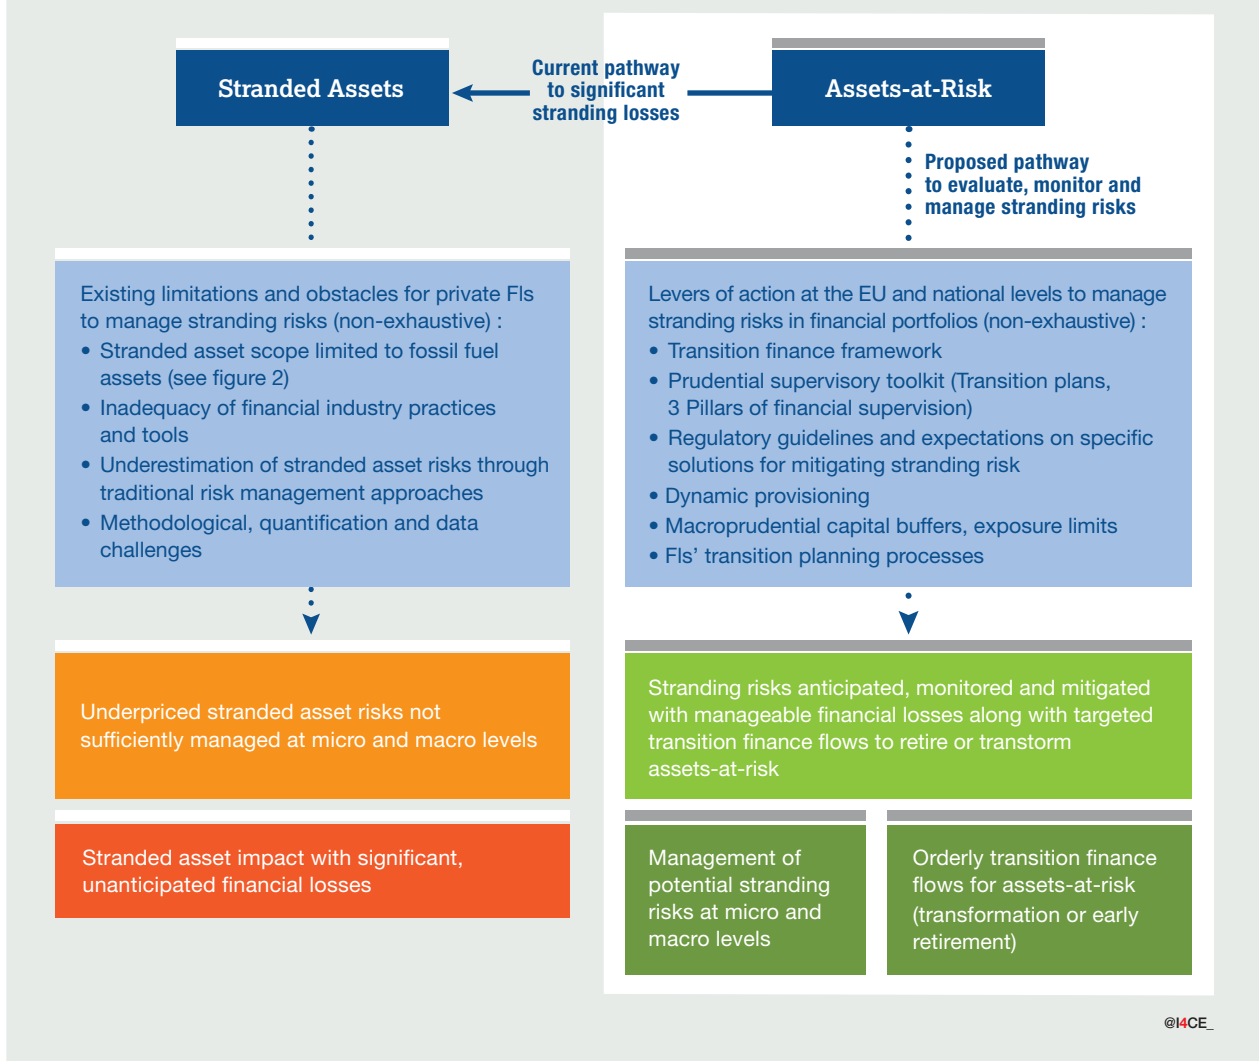 Stranded Assets
Current pathway
to significant
stranding losses
Assets-at-Risk
Proposed pathway
to evaluate, monitor and
manage stranding risks
Existing limitations and obstacles for private FIs
to manage stranding risks (non-exhaustive) :
• Stranded asset scope limited to fossil fuel
assets (see figure 2)
• Inadequacy of financial industry practices
and tools
• Underestimation of stranded asset risks through
traditional risk management approaches
• Methodological, quantification and data
challenges
Levers of action at the EU and national levels to manage
stranding risks in financial portfolios (non-exhaustive) :
• Transition finance framework
• Prudential supervisory toolkit (Transition plans,
3 Pillars of financial supervision)
• Regulatory guidelines and expectations on specific
solutions for mitigating stranding risk
• Dynamic provisioning
• Macroprudential capital buffers, exposure limits
• FIs’ transition planning processes
Underpriced stranded asset risks not
sufficiently managed at micro and macro levels
Stranding risks anticipated, monitored and mitigated
with manageable financial losses along with targeted
transition finance flows to retire or transtorm
assets-at-risk
Stranded asset impact with significant,
unanticipated financial losses
Management of
potential stranding
risks at micro and
macro levels
Orderly transition finance
flows for assets-at-risk
(transformation or early
retirement)
@I4CE_